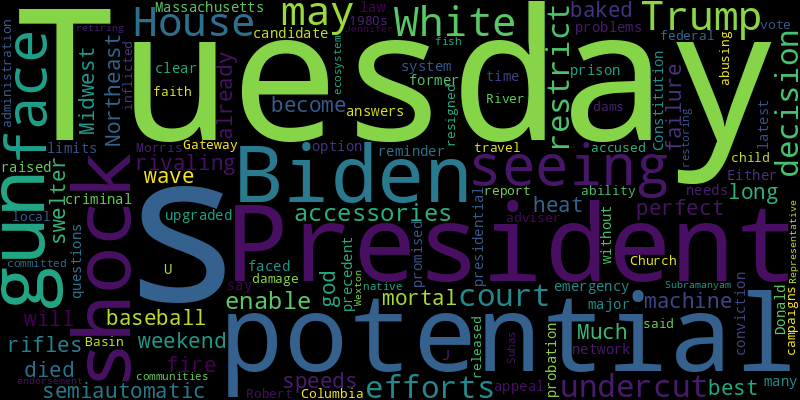 Tuesday
S
President
potential
Biden
gun
face
shock
seeing
White
House
may
Trump
restrict
decision
court
undercut
efforts
semiautomatic
rifles
baseball
weekend
enable
accessories
mortal
Much
machine
perfect
long
best
heat
become
wave
rivaling
already
Northeast
Midwest
swelter
failure
baked
Massachusetts
law
1980s
Jennifer
retiring
administration
inflicted
candidate
ecosystem
fish
problems
federal
vote
system
former
time
River
prison
dams
Constitution
abusing
latest
restoring
clear
faith
answers
resigned
Gateway
Morris
option
reminder
travel
accused
child
Either
limits
raised
local
criminal
questions
committed
upgraded
U
faced
damage
say
god
precedent
native
Wexton
promised
presidential
report
adviser
ability
without
needs
Church
Subramanyam
Representative
emergency
major
conviction
Donald
campaigns
said
network
probation
Suhas
released
J
appeal
many
speeds
fire
will
Basin
died
communities
endorsement
Robert
Columbia